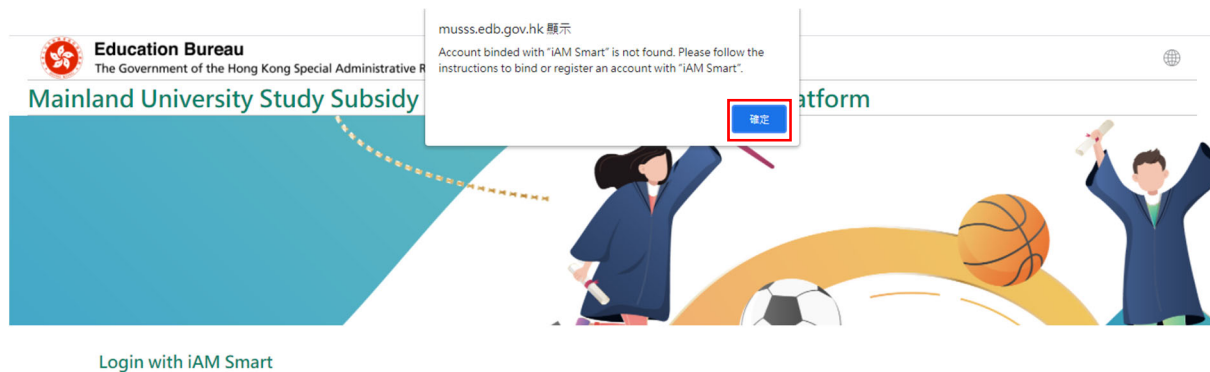 musss.edb.gov.hk 顯示
Account binded with "iAM Smart" is not found. Please follow the
instructions to bind or register an account with "iAM Smart".
確定
Education Bureau
The Government of the Hong Kong Special Administrative R
Mainland University Study Subsidy atform
Login with iAM Smart